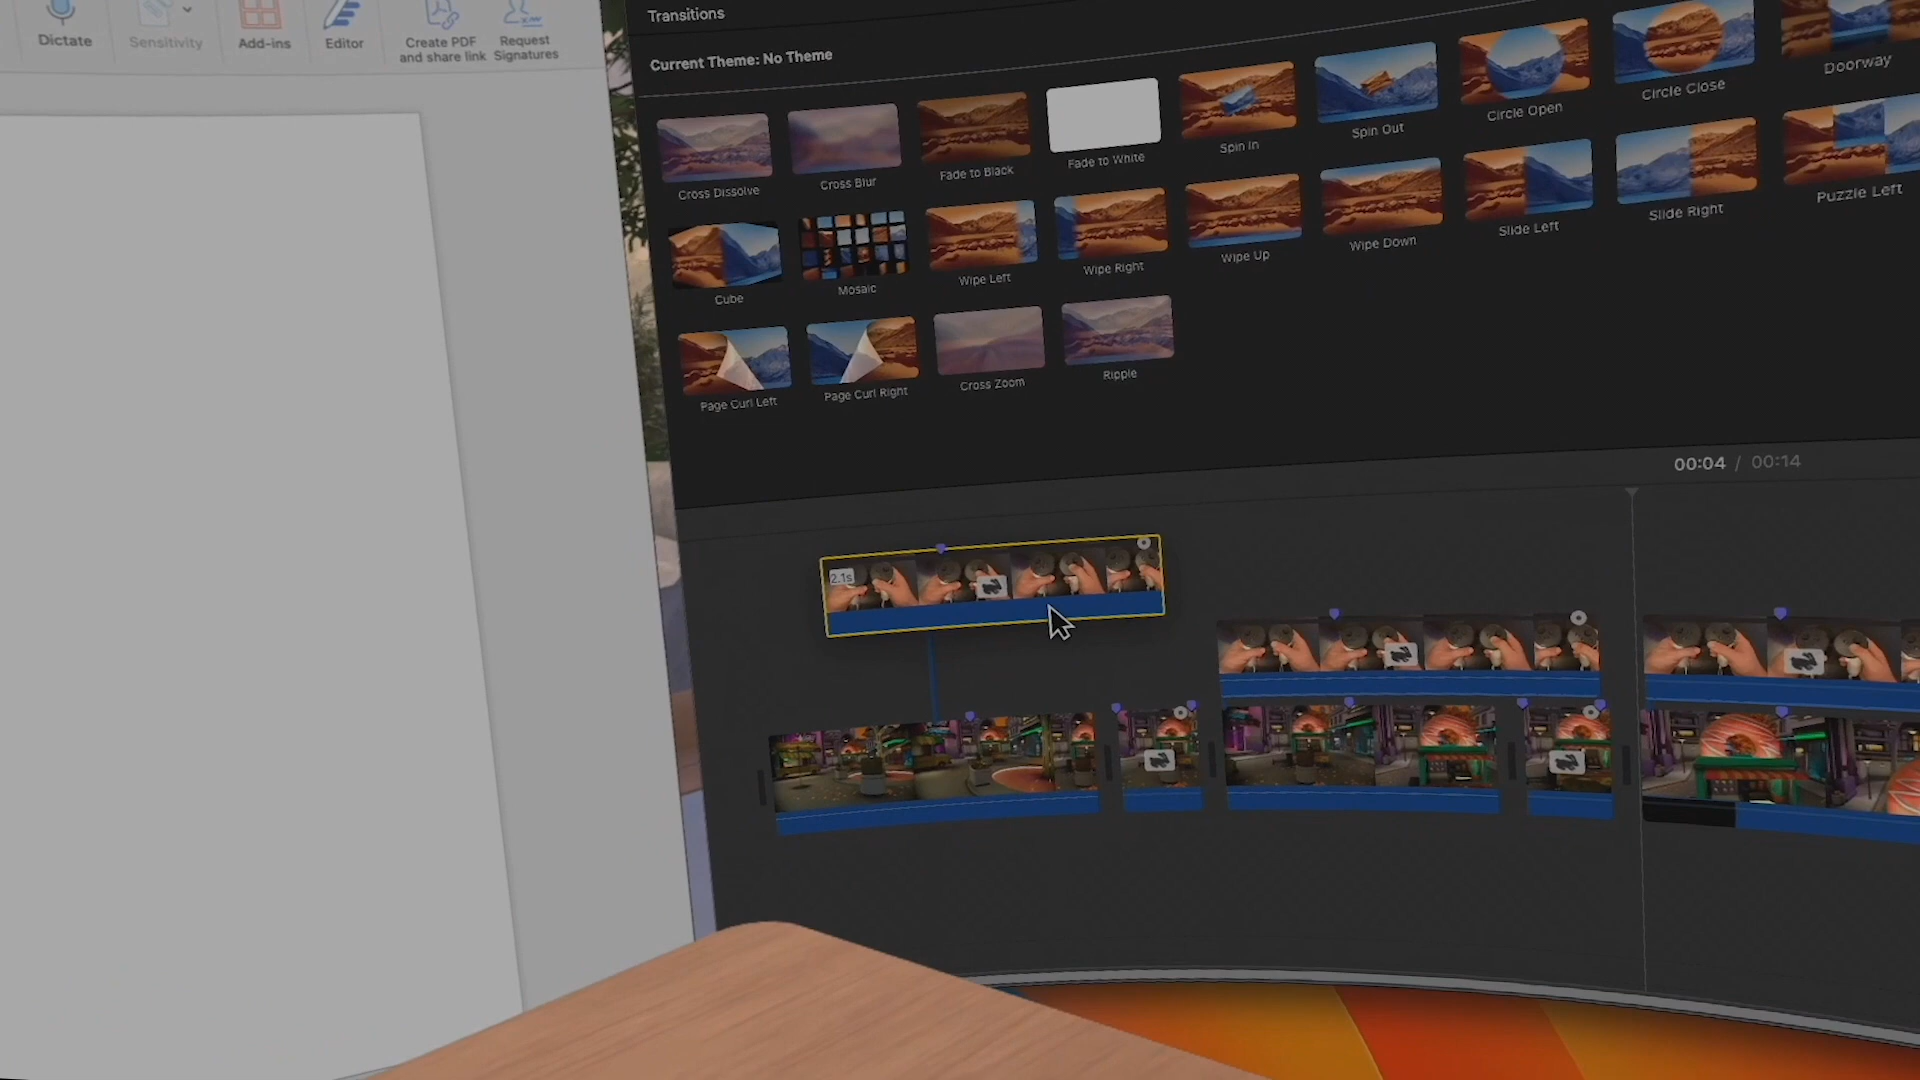 Dictate
Sensitivity
Add-ins
Editor
Create PDF
and share link
Request
Signatures
Transitions
Current Theme: No Theme
Cross Dissolve
Cross Blur
Fade to Black
Fade to White
Spin In
Spin Out
Circle Open
Circle Close
Doorway
Cube
Mosaic
Wipe Left
Wipe Right
Wipe Up
Wipe Down
Slide Left
Slide Right
Puzzle Left
Page Curl Left
Page Curl Right
Cross Zoom
Ripple
00:04 / 00:14
2.1s